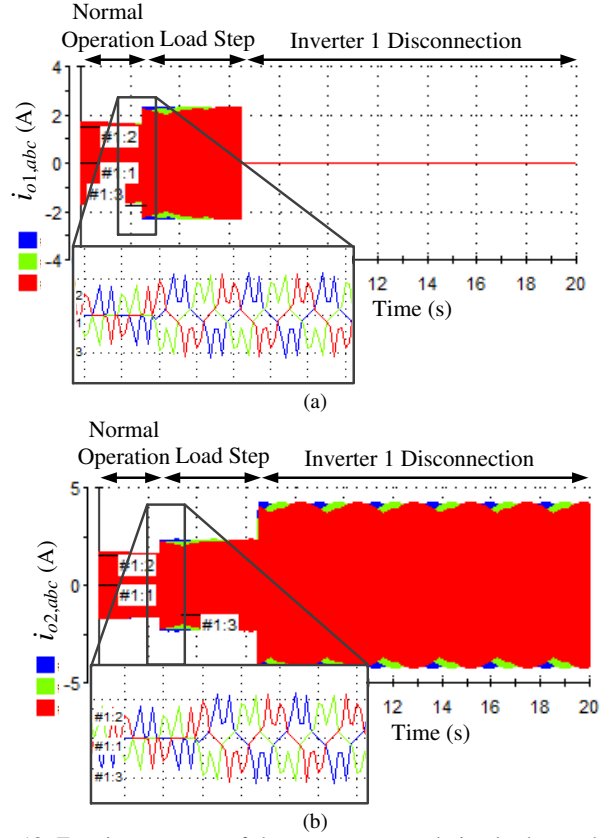 Normal
Operation Load Step Inverter 1 Disconnection
4
2
0
-2
-4
i_{o1,abc} (A)
#1:2
#1:1
#1:3
12 14 16 18 20
Time (s)
2
1
3
(a)
Normal
Operation Load Step Inverter 1 Disconnection
5
0
-5
i_{o2,abc} (A)
#1:2
#1:1
#1:3
12 14 16 18 20
Time (s)
#1:2
#1:1
#1:3
(b)